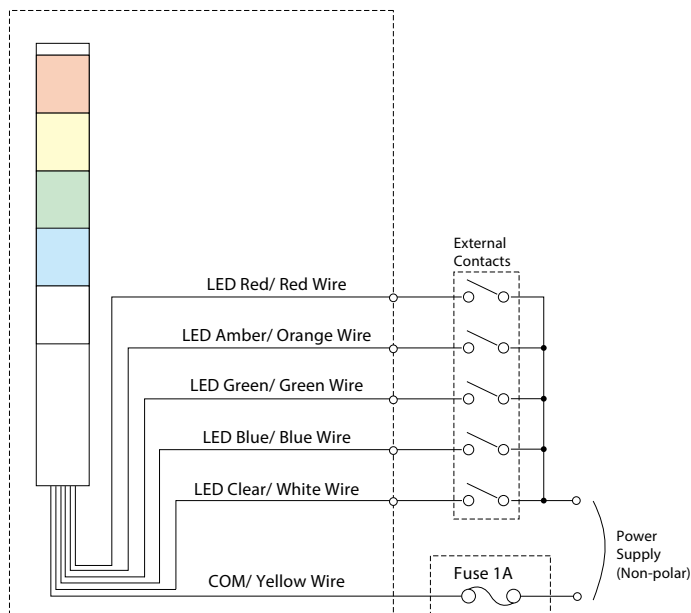 External
Contacts
LED Red/ Red Wire
LED Amber/ Orange Wire
LED Green/ Green Wire
LED Blue/ Blue Wire
LED Clear/ White Wire
COM/ Yellow Wire
Fuse 1A
Power
Supply
(Non-polar)